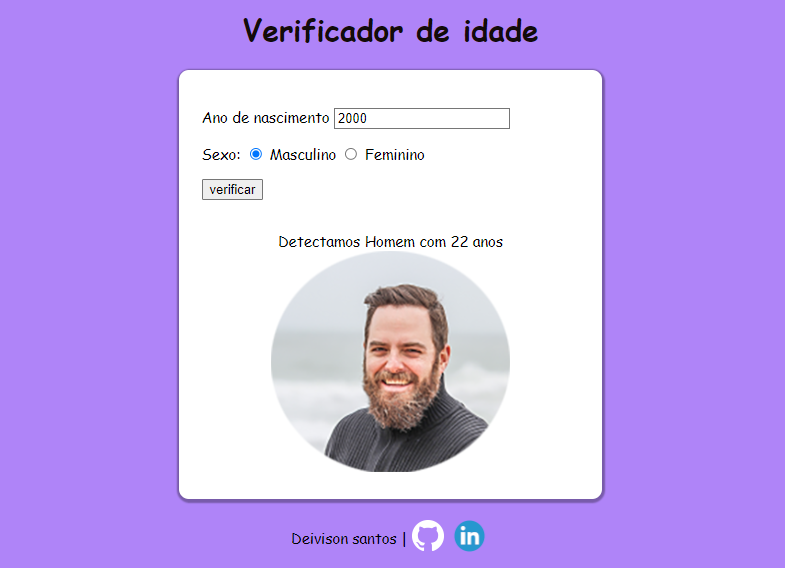 Verificador de idade
Ano de nascimento 2000
Sexo: Masculino Feminino
verificar
Detectamos Homem com 22 anos
Deivison santos | in